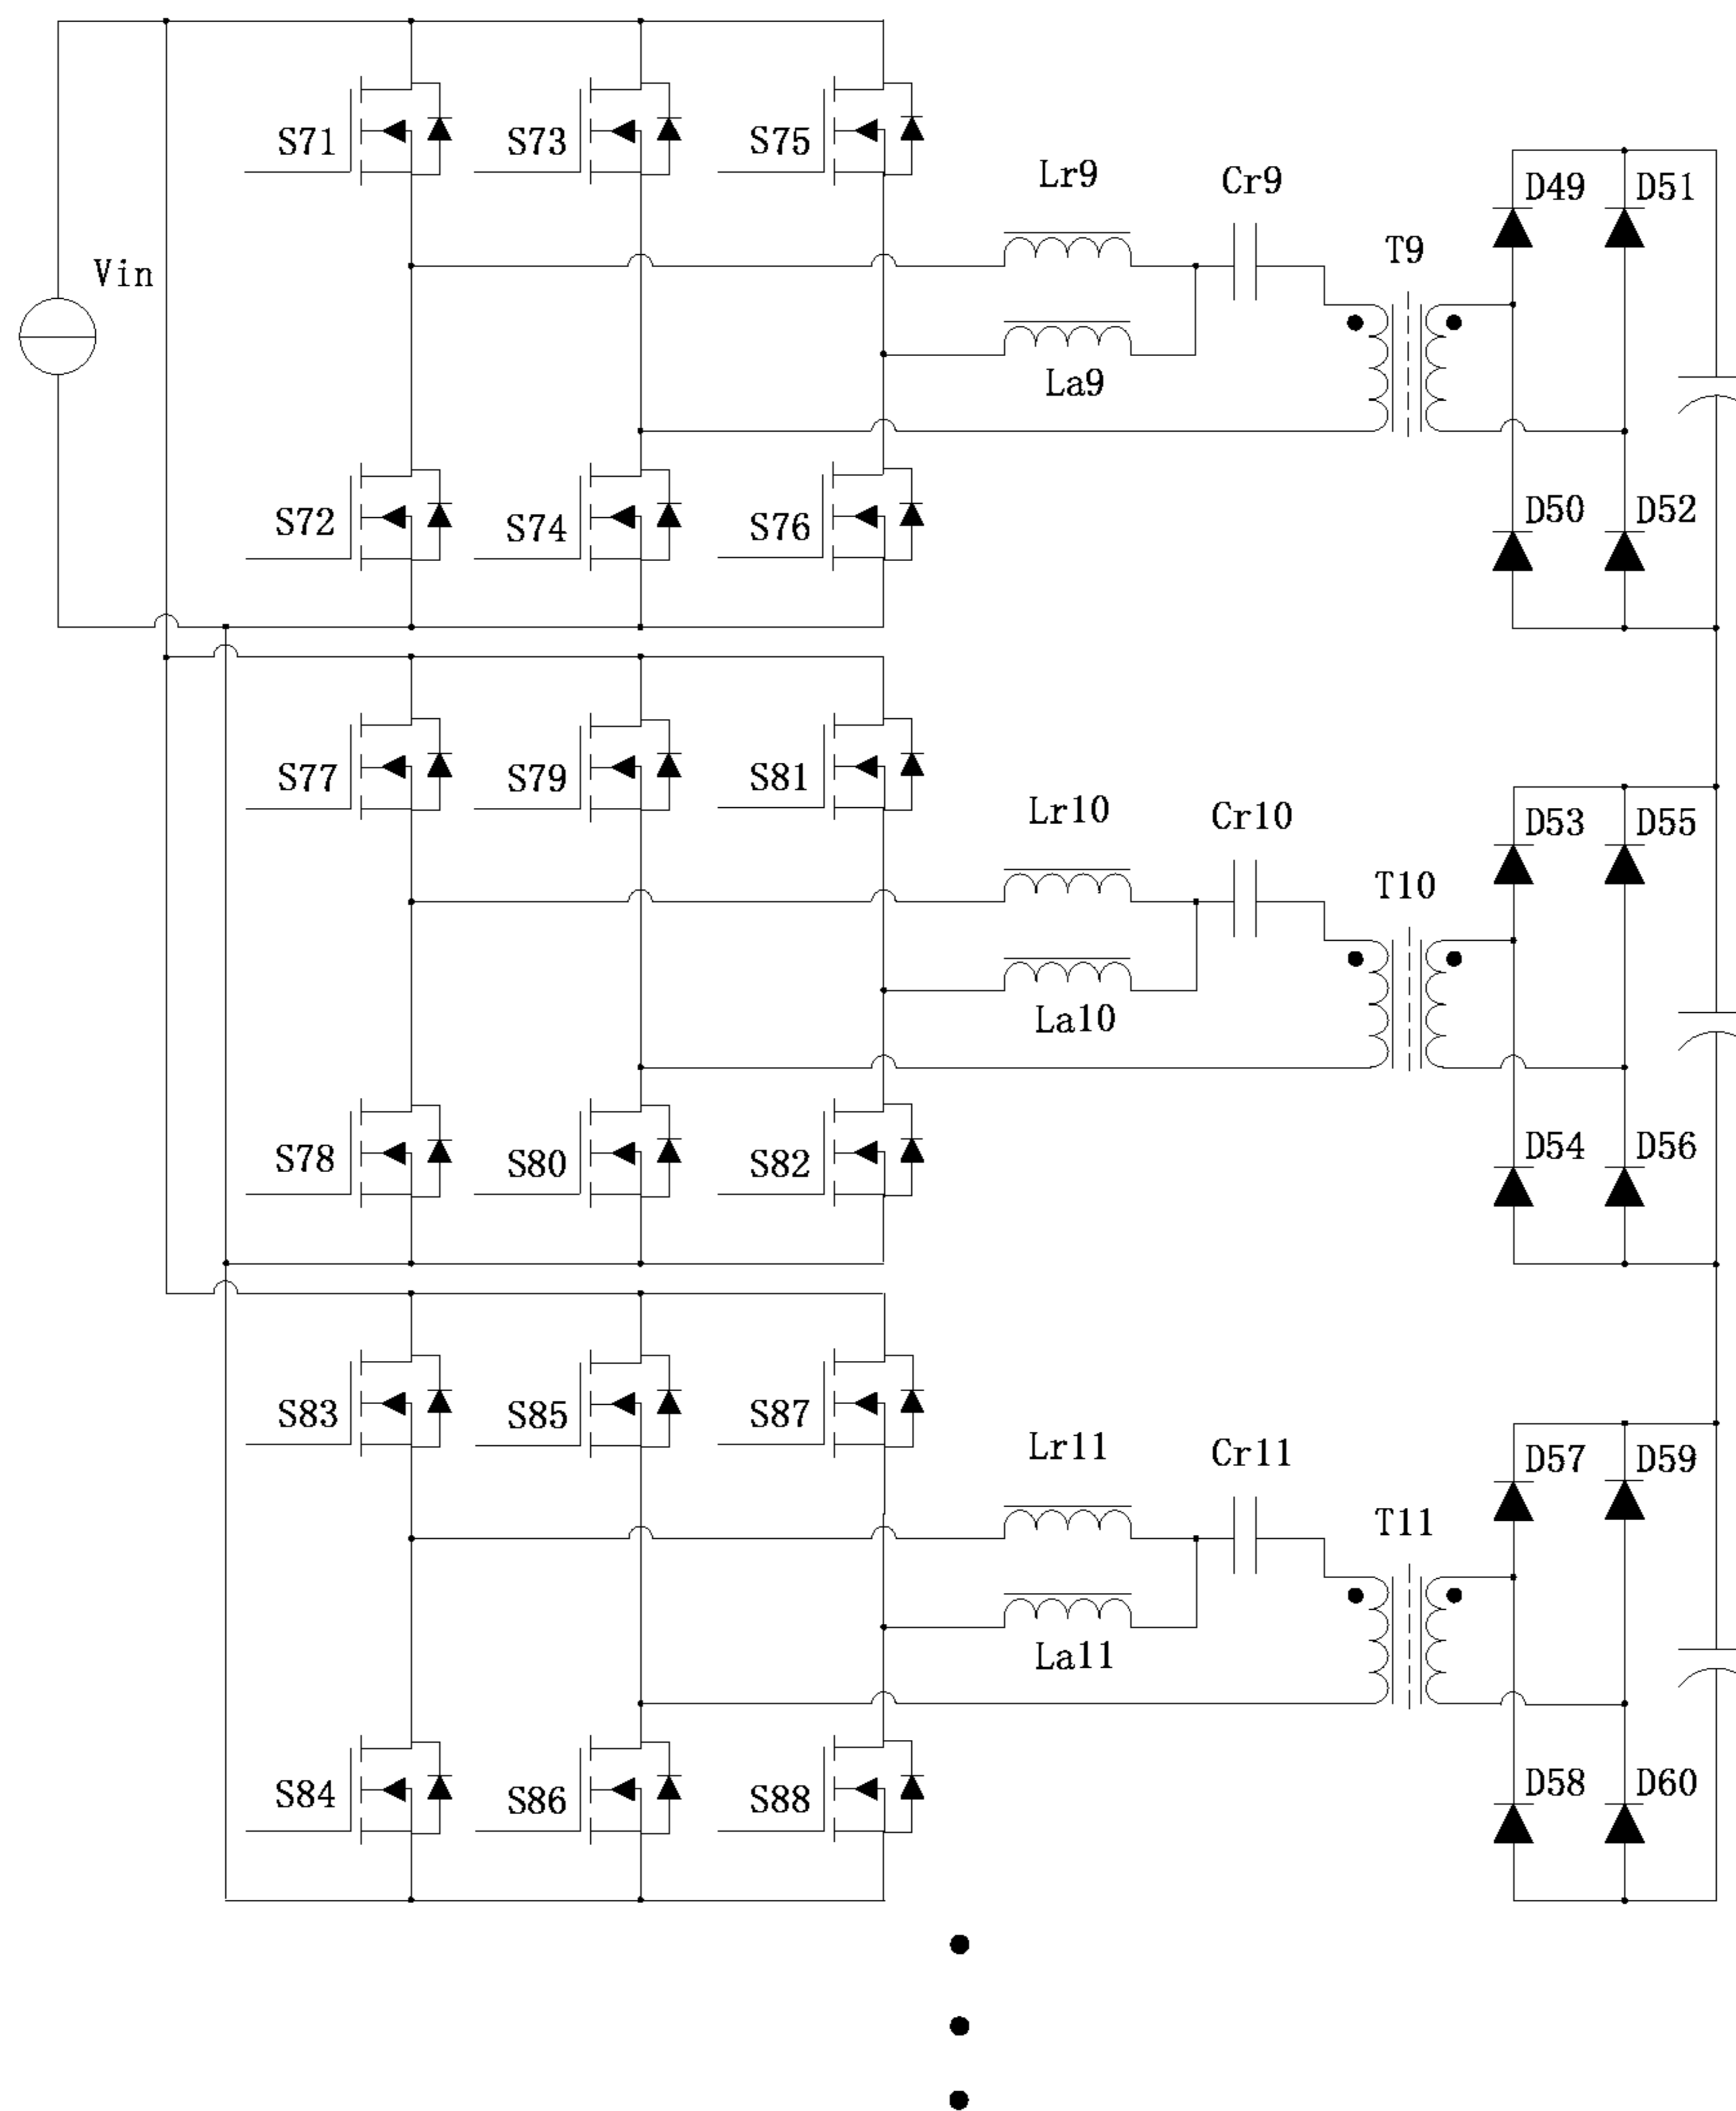 S71 S73 S75
Lr9 Cr9
D49 D51
T9
Vin
La9
S72 S74 S76
D50 D52
S77 S79 S81
Lr10 Cr10
D53 D55
T10
La10
S78 S80 S82
D54 D56
S83 S85 S87
Lr11 Cr11
D57 D59
T11
La11
S84 S86 S88
D58 D60